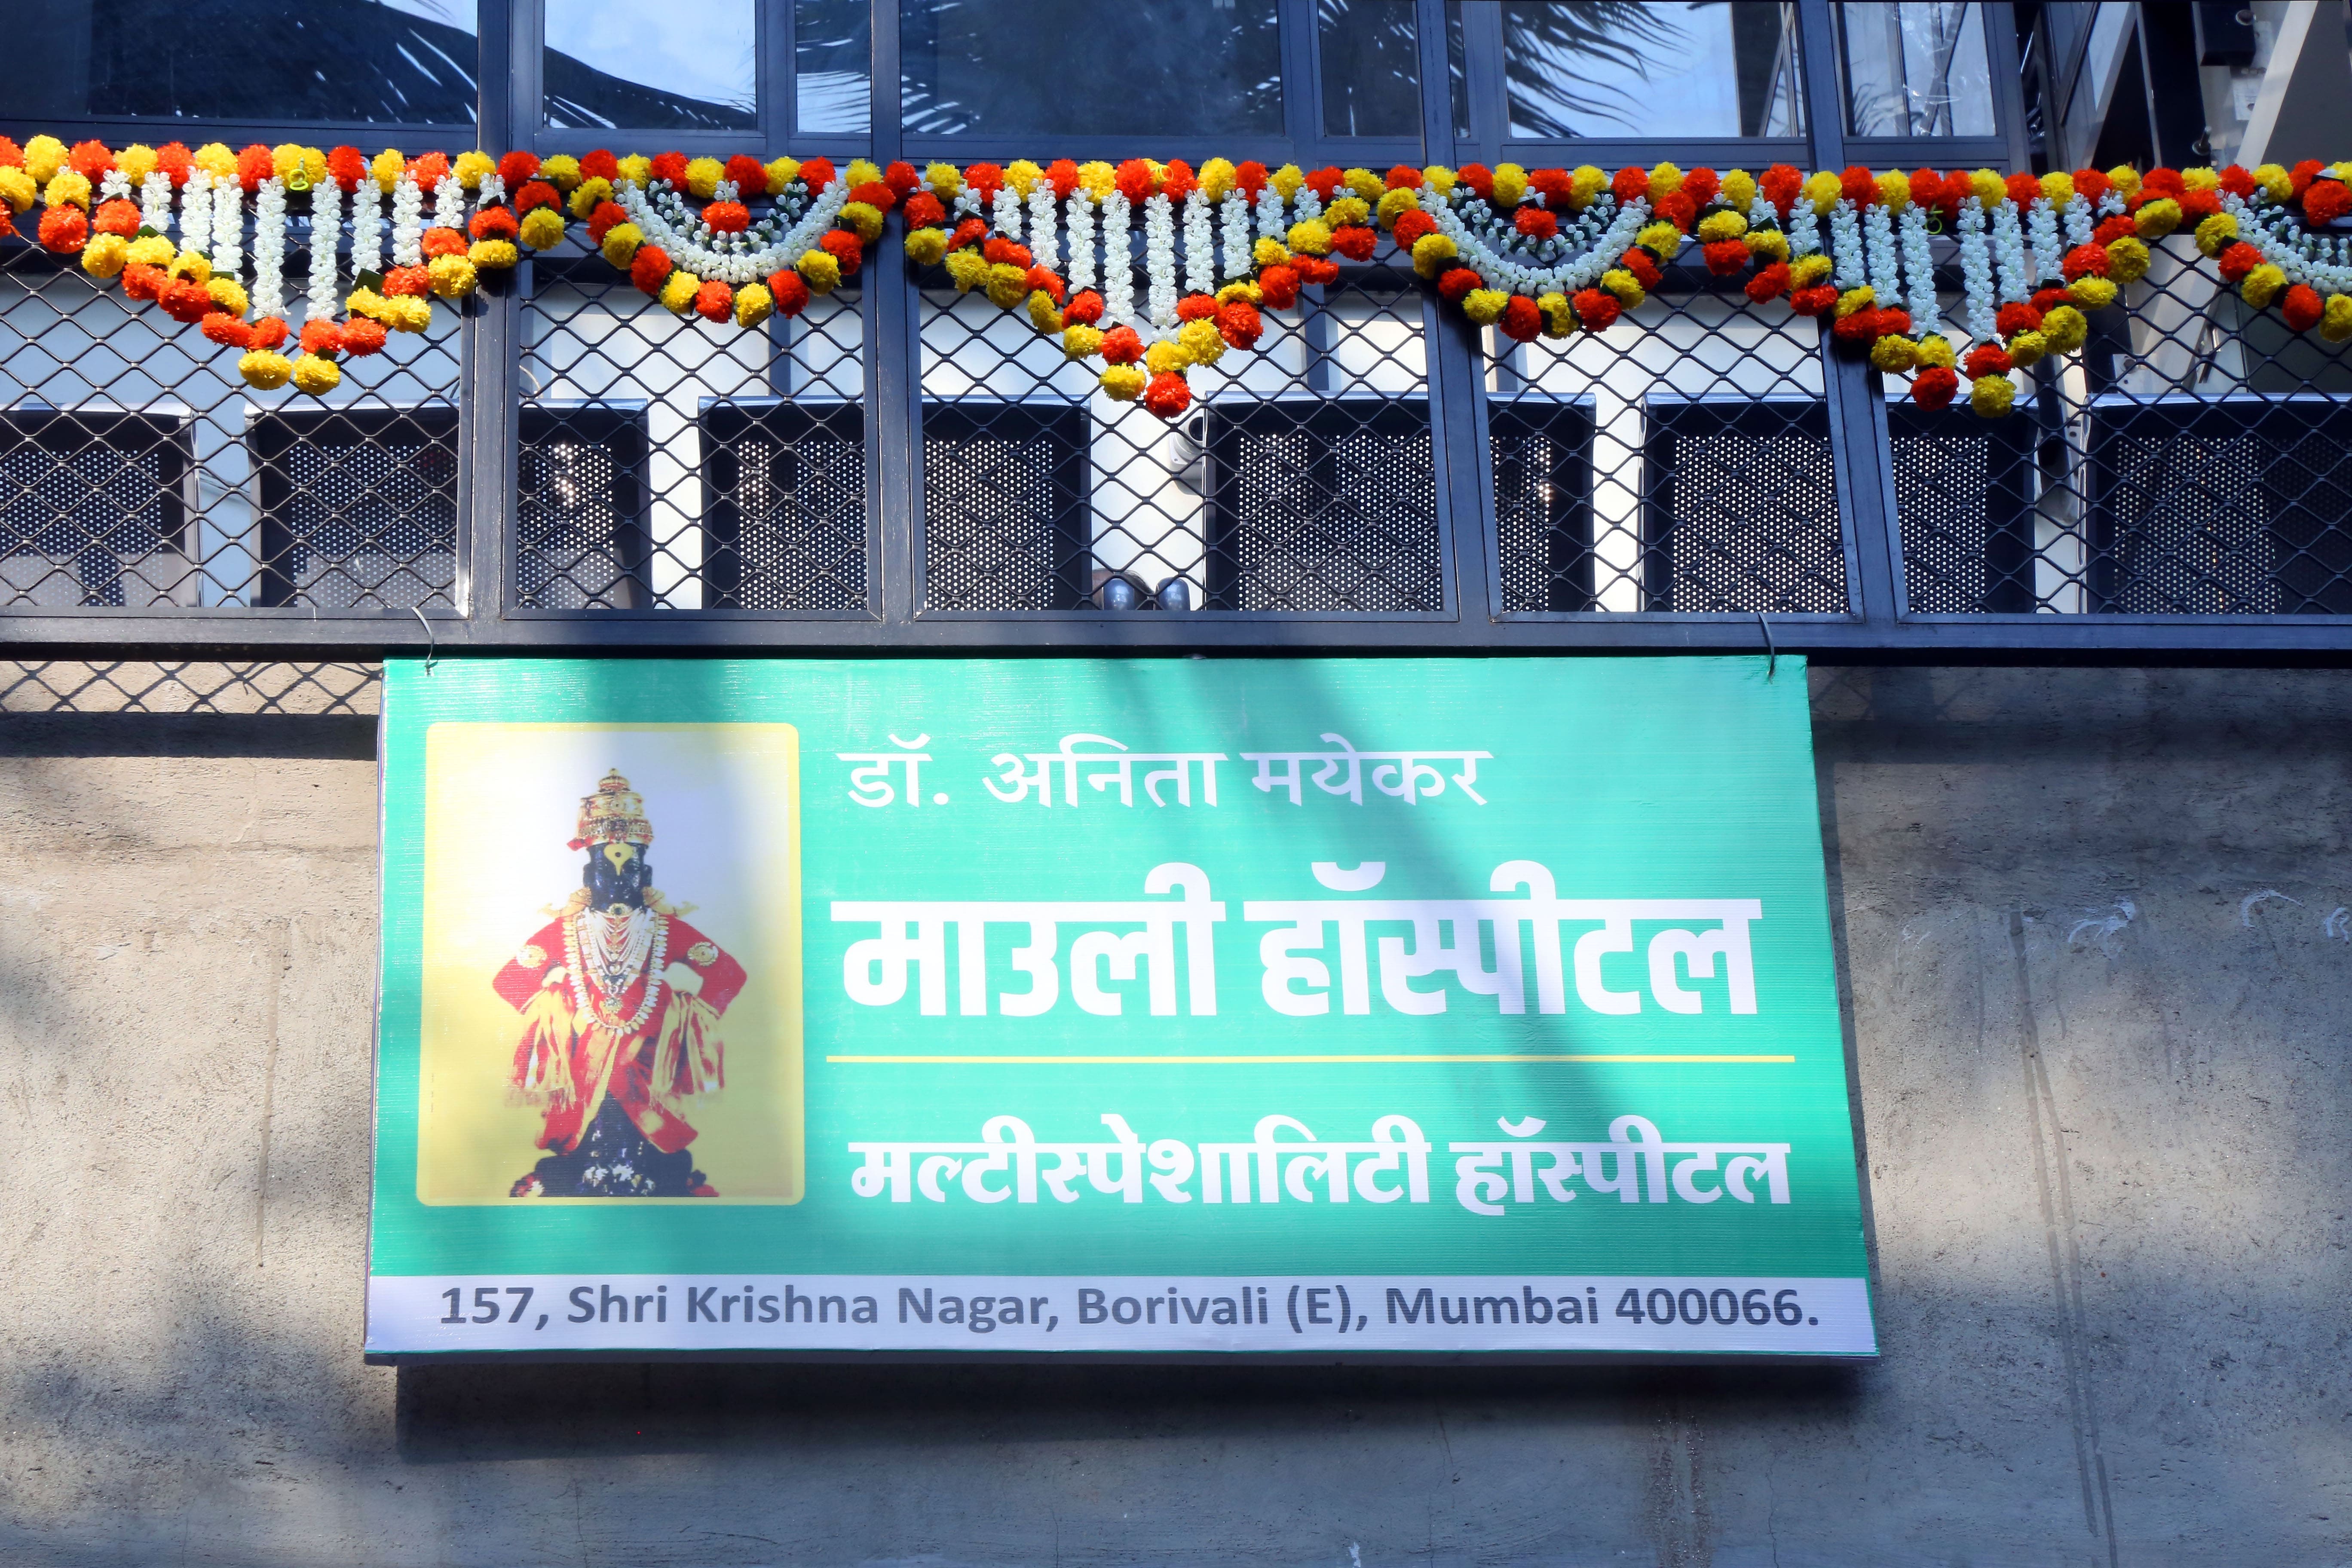 डॉ. अनिता मयेकर
माउली हॉस्पीटल
मल्टीस्पेशालिटी हॉस्पीटल
157, Shri Krishna Nagar, Borivali (E), Mumbai 400066.